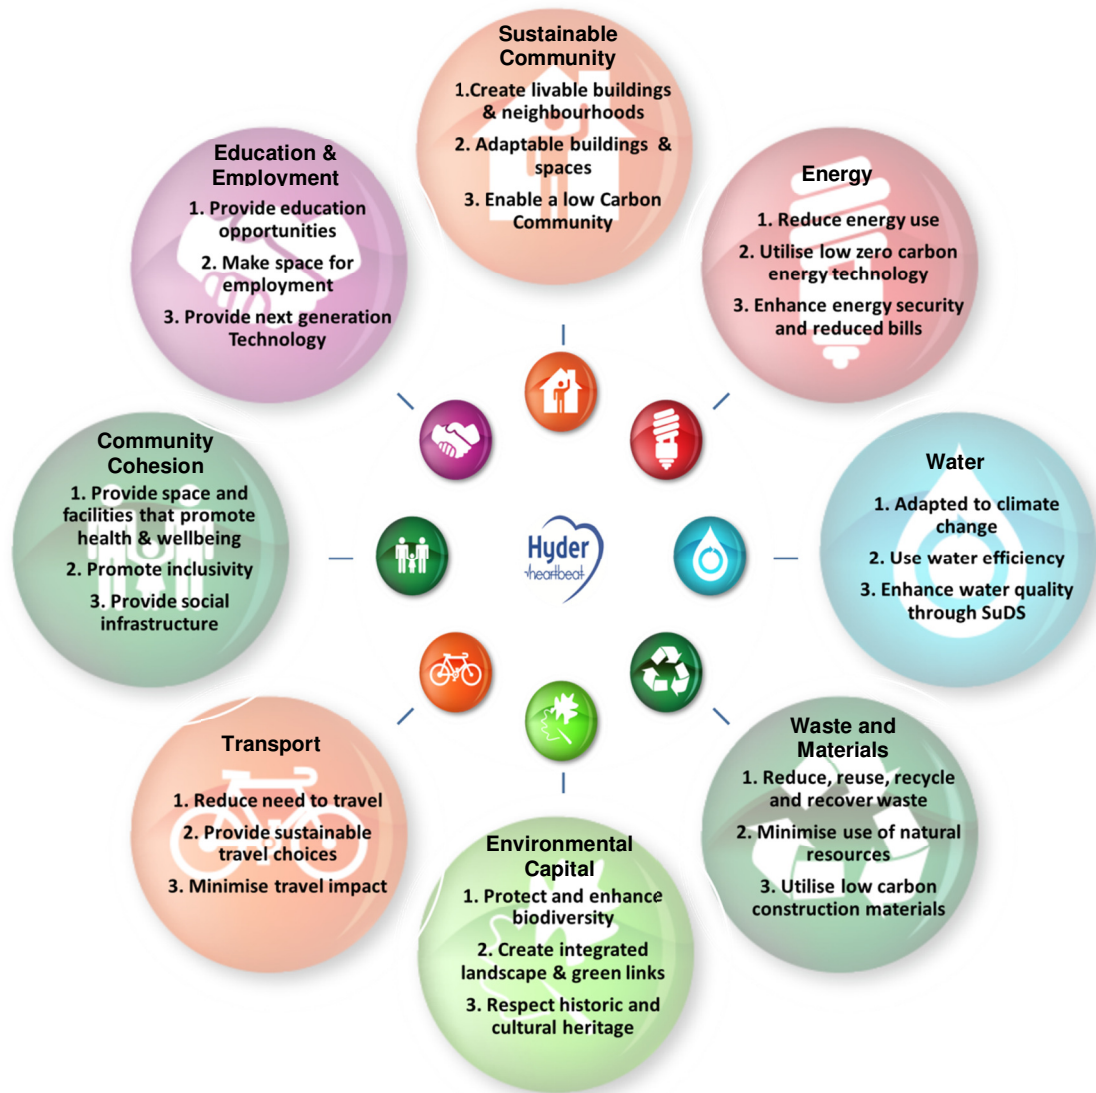 Sustainable
Community
1.Create livable buildings
& neighbourhoods
2. Adaptable buildings &
spaces
3. Enable a low Carbon
Community
Energy
1. Reduce energy use
2. Utilise low zero carbon
energy technology
3. Enhance energy security
and reduced bills
Water
1. Adapted to climate
change
2. Use water efficiency
3. Enhance water quality
through SuDS
Waste and
Materials
1. Reduce, reuse, recycle
and recover waste
2. Minimise use of natural
resources
3. Utilise low carbon
construction materials
Environmental
Capital
1. Protect and enhance
biodiversity
2. Create integrated
landscape & green links
3. Respect historic and
cultural heritage
Transport
1. Reduce need to travel
2. Provide sustainable
travel choices
3. Minimise travel impact
Community
Cohesion
1. Provide space and
facilities that promote
health & wellbeing
2. Promote inclusivity
3. Provide social
infrastructure
Education &
Employment
1. Provide education
opportunities
2. Make space for
employment
3. Provide next generation
Technology
Hyder
heartbeat